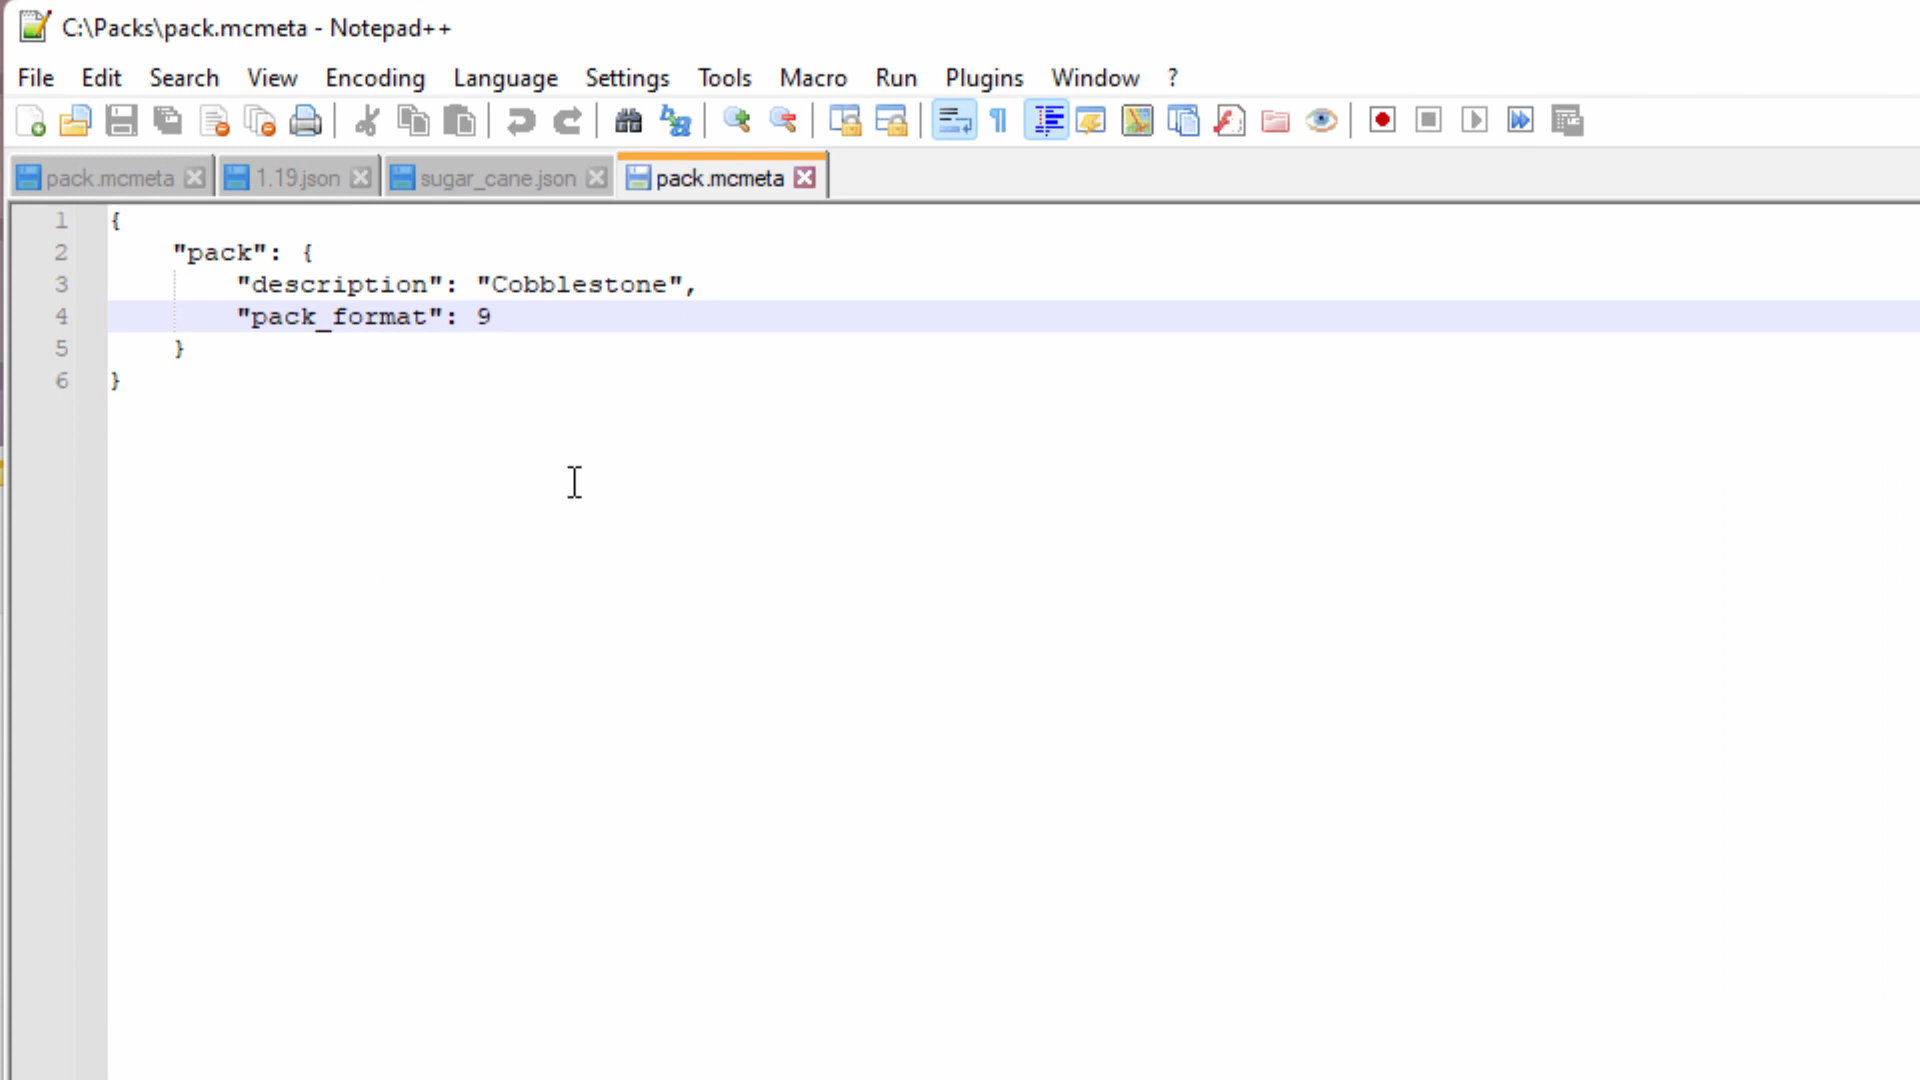 C:\Packs\pack.mcmeta - Notepad++
File Edit Search View Encoding Language Settings Tools Macro Run Plugins Window ?
pack.mcmeta 1.19.json sugar_cane.json pack.mcmeta
1 {
2 "pack": {
3 "description": "Cobblestone",
4 "pack_format": 9
5 }
6 }